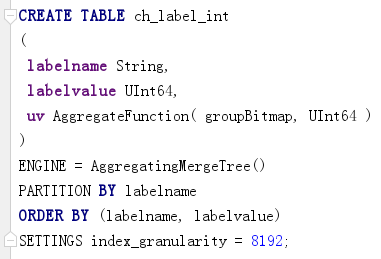 CREATE TABLE ch_label_int
(
labelname String,
labelvalue UInt64,
uv AggregateFunction( groupBitmap, UInt64 )
)
ENGINE = AggregatingMergeTree()
PARTITION BY labelname
ORDER BY (labelname, labelvalue)
SETTINGS index_granularity = 8192;